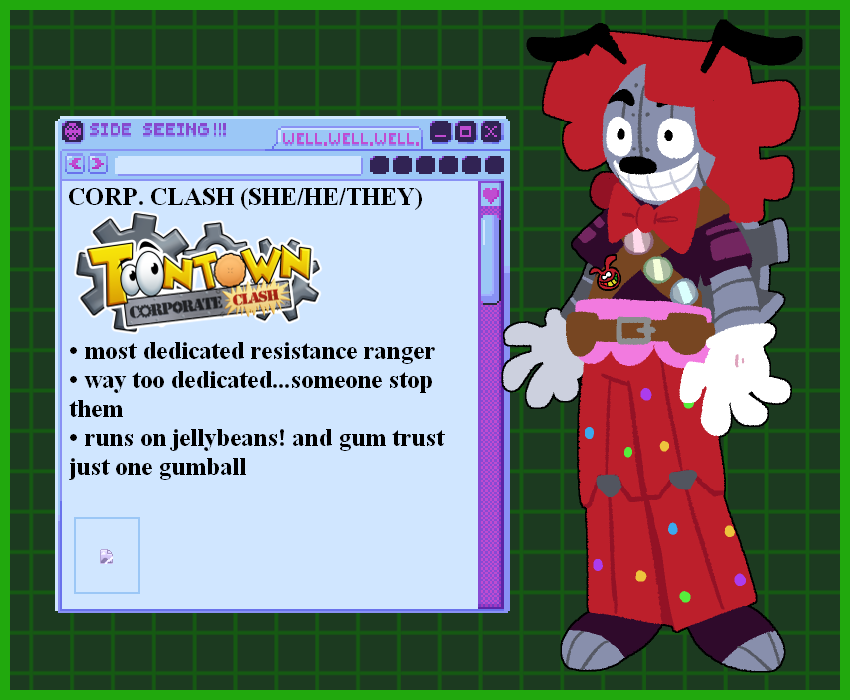 SIDE SEEING!!!
WELL.WELL.WELL.
CORP. CLASH (SHE/HE/THEY)
TOONTOWN
CORPORATE CLASH
• most dedicated resistance ranger
• way too dedicated...someone stop
them
• runs on jellybeans! and gum trust
just one gumball